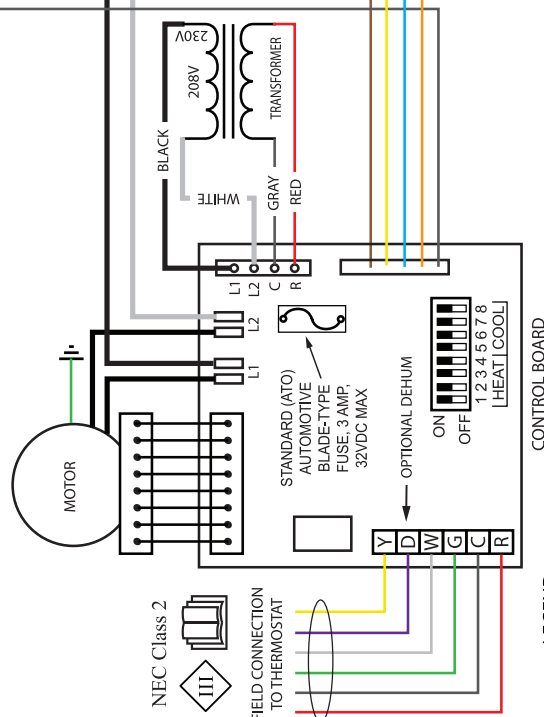 230V
208V
TRANSFORMER
BLACK
WHITE
GRAY
RED
L1
L2
C
R
L2
L1
STANDARD (ATO)
AUTOMOTIVE
BLADE-TYPE
FUSE, 3 AMP,
32VDC MAX
OPTIONAL DEHUM
ON
OFF
1 2 3 4 5 6 7 8
HEAT COOL
CONTROL BOARD
MOTOR
Y
D
W
G
C
R
NEC Class 2
III
FIELD CONNECTION
TO THERMOSTAT